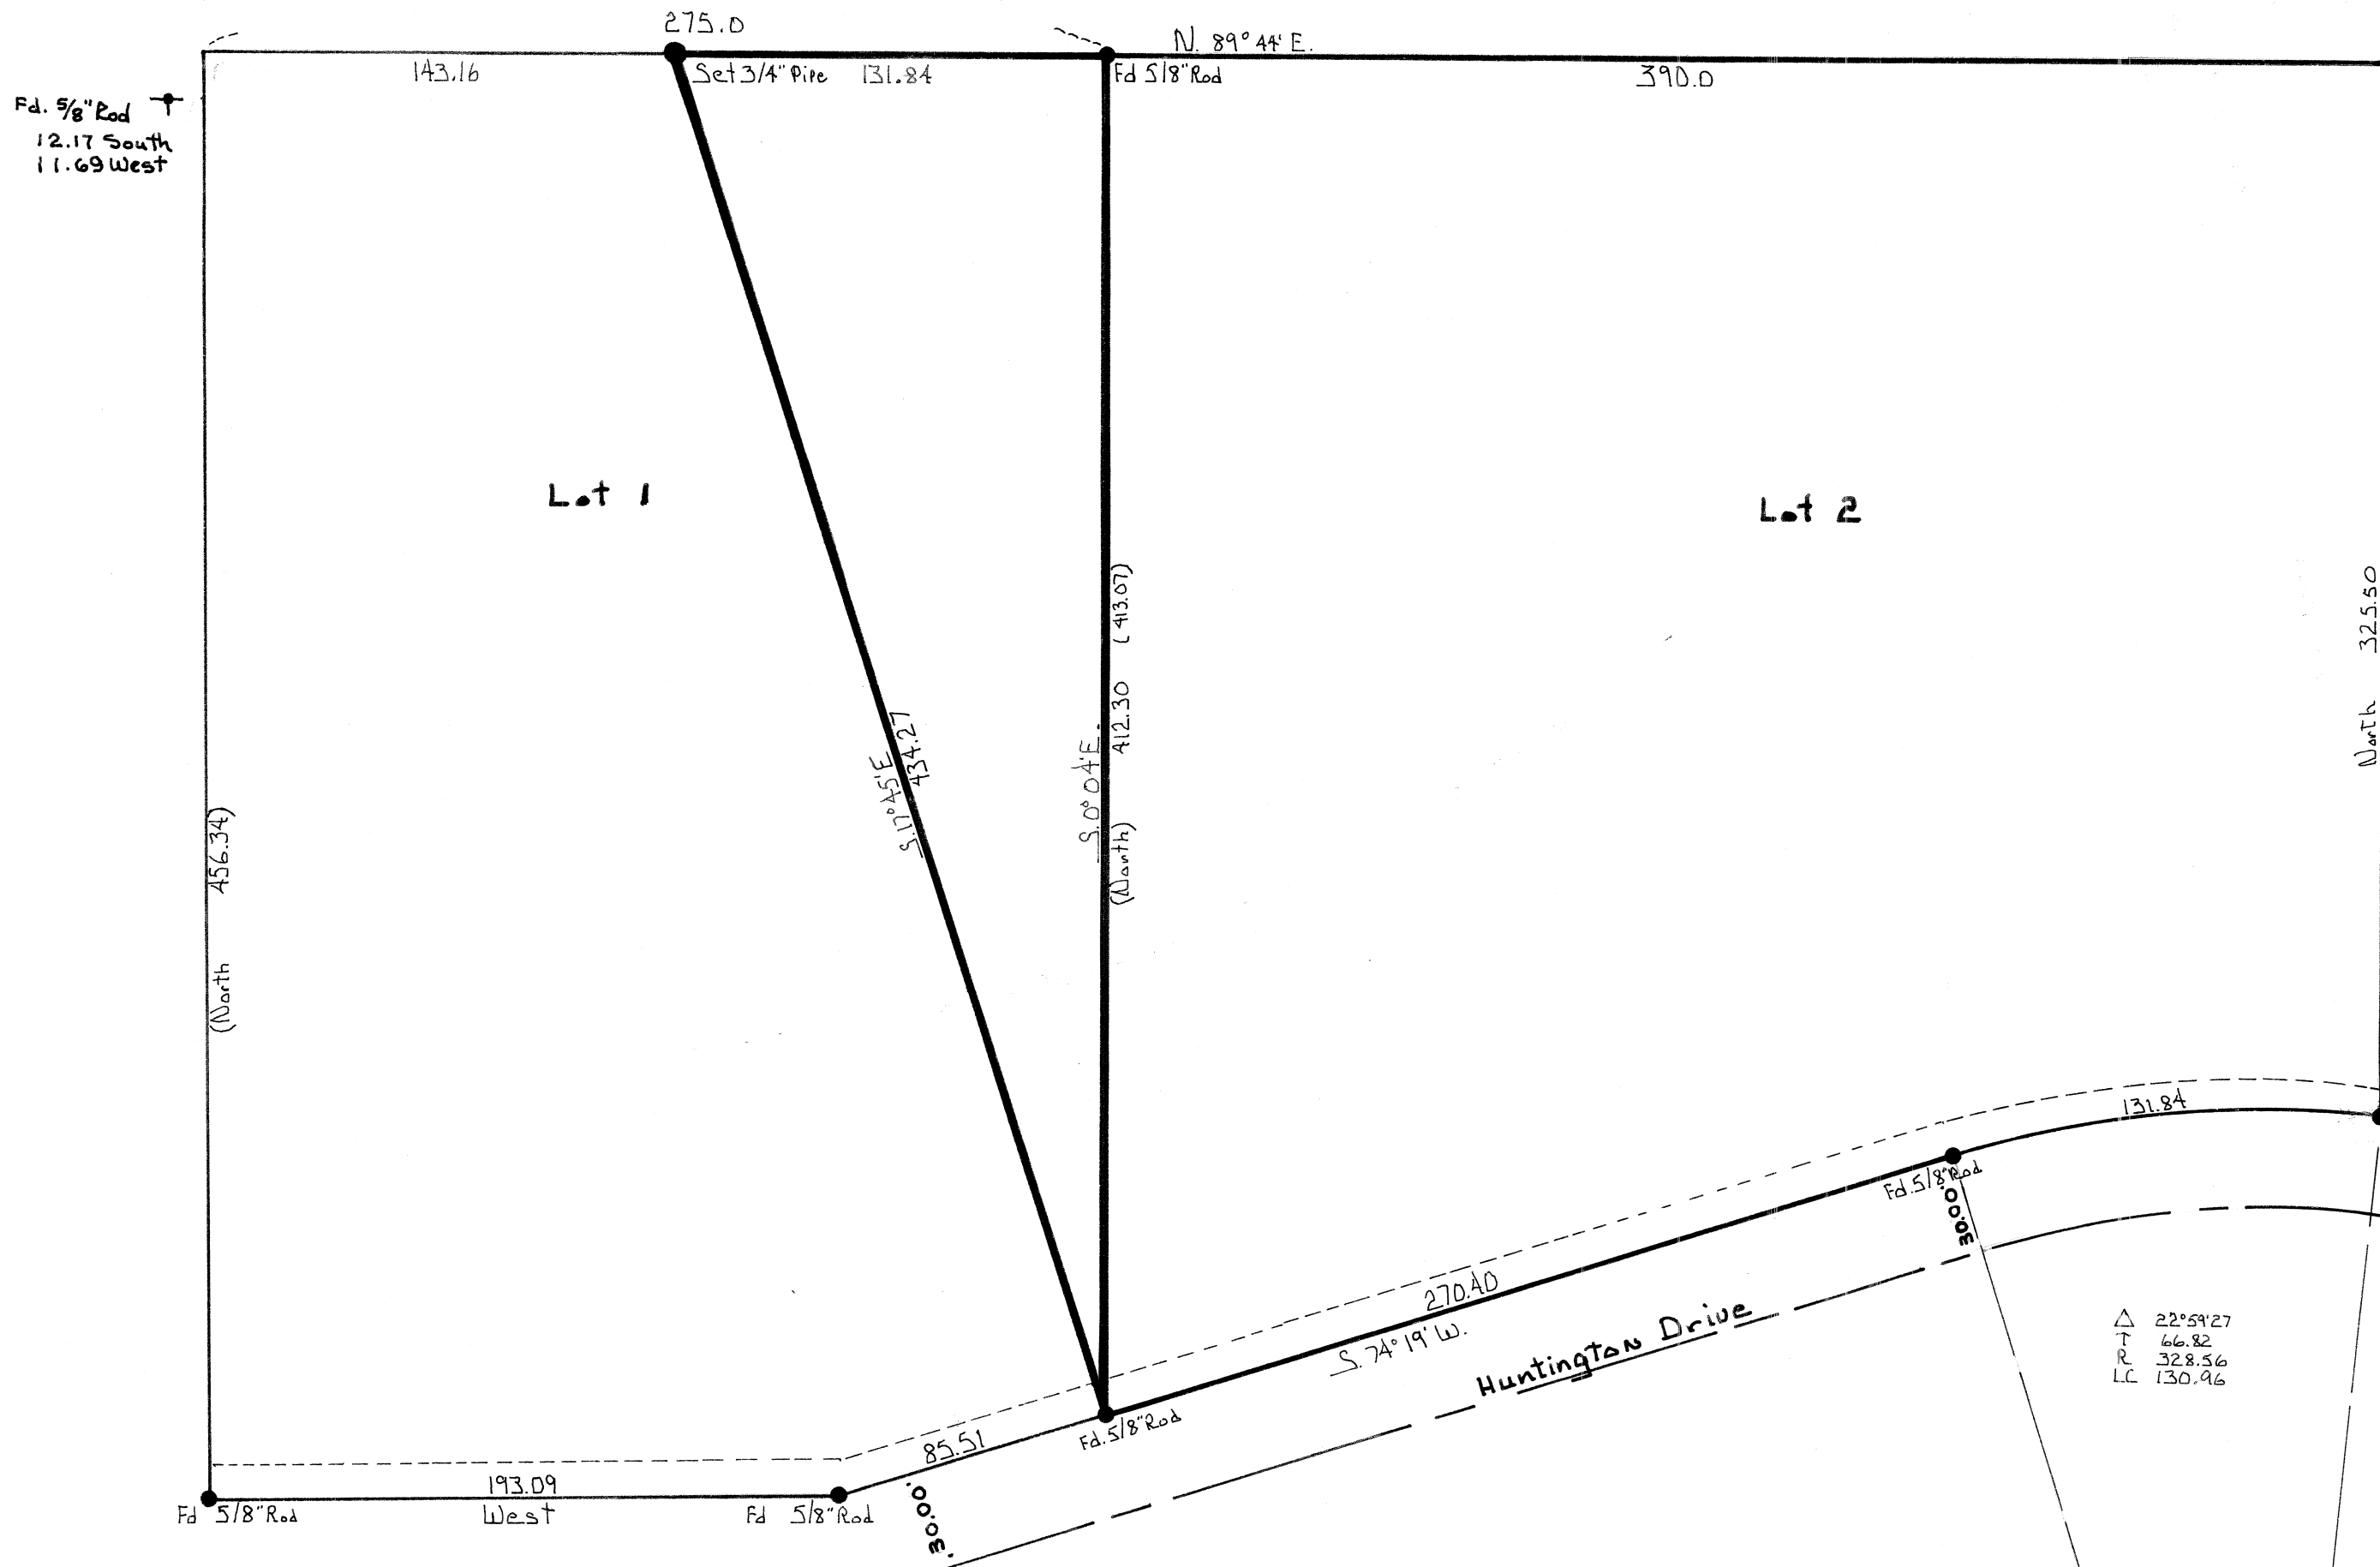 275.0
N. 89°44' E.
143.16
Set 3/4" Pipe
131.84
Fd 5/8" Rod
390.0
Fd. 5/8" Rod
12.17 South
11.69 West
Lot 1
Lot 2
(North 456.34)
S.17°45'E
434.27
S.0°04'E.
(North) 412.30 (413.07)
North 325.50
131.84
Fd. 5/8" Rod
30.00
270.40
S. 74°19' W.
Huntington Drive
Δ 22°59'27
T 66.82
R 328.56
LC 130.96
85.51
Fd. 5/8" Rod
193.09
West
Fd 5/8" Rod
Fd 5/8" Rod
30.00'